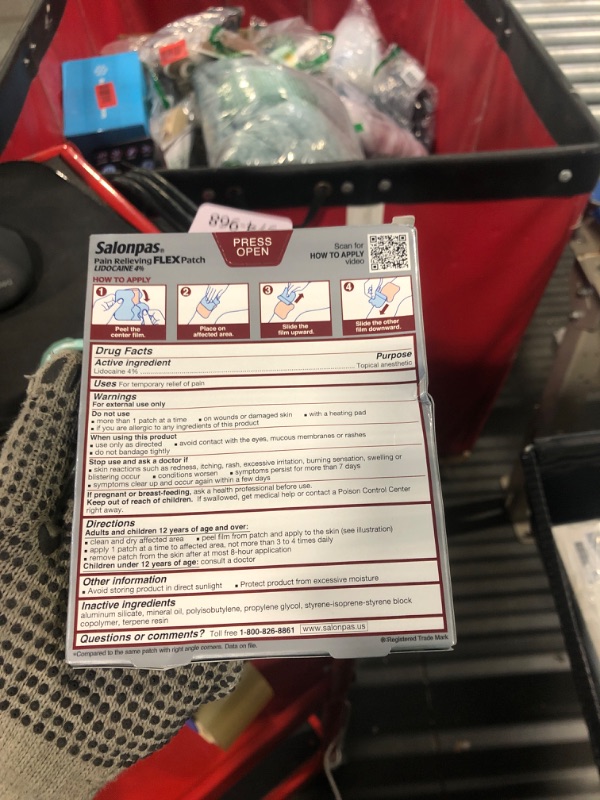 896-
PRESS
OPEN
Salonpas®
Pain Relieving FLEX Patch
LIDOCAINE 4%
Scan for
HOW TO APPLY
video
HOW TO APPLY
1
Peel the
center film.
2
Place on
affected area.
3
Slide the
film upward.
4
Slide the other
film downward.
Drug Facts
Active ingredient Purpose
Lidocaine 4% Topical anesthetic
Uses For temporary relief of pain
Warnings
For external use only
Do not use
▪ more than 1 patch at a time ▪ on wounds or damaged skin ▪ with a heating pad
▪ if you are allergic to any ingredients of this product
When using this product
▪ use only as directed ▪ avoid contact with the eyes, mucous membranes or rashes
▪ do not bandage tightly
Stop use and ask a doctor if
▪ skin reactions such as redness, itching, rash, excessive irritation, burning sensation, swelling or
blistering occur ▪ conditions worsen ▪ symptoms persist for more than 7 days
▪ symptoms clear up and occur again within a few days
If pregnant or breast-feeding, ask a health professional before use.
Keep out of reach of children. If swallowed, get medical help or contact a Poison Control Center
right away.
Directions
Adults and children 12 years of age and over:
▪ clean and dry affected area ▪ peel film from patch and apply to the skin (see illustration)
▪ apply 1 patch at a time to affected area, not more than 3 to 4 times daily
▪ remove patch from the skin after at most 8-hour application
Children under 12 years of age: consult a doctor
Other information
▪ Avoid storing product in direct sunlight ▪ Protect product from excessive moisture
Inactive ingredients
aluminum silicate, mineral oil, polyisobutylene, propylene glycol, styrene-isoprene-styrene block
copolymer, terpene resin
Questions or comments? Toll free 1-800-826-8861 www.salonpas.us
*Compared to the same patch with right angle corners. Data on file. ®:Registered Trade Mark